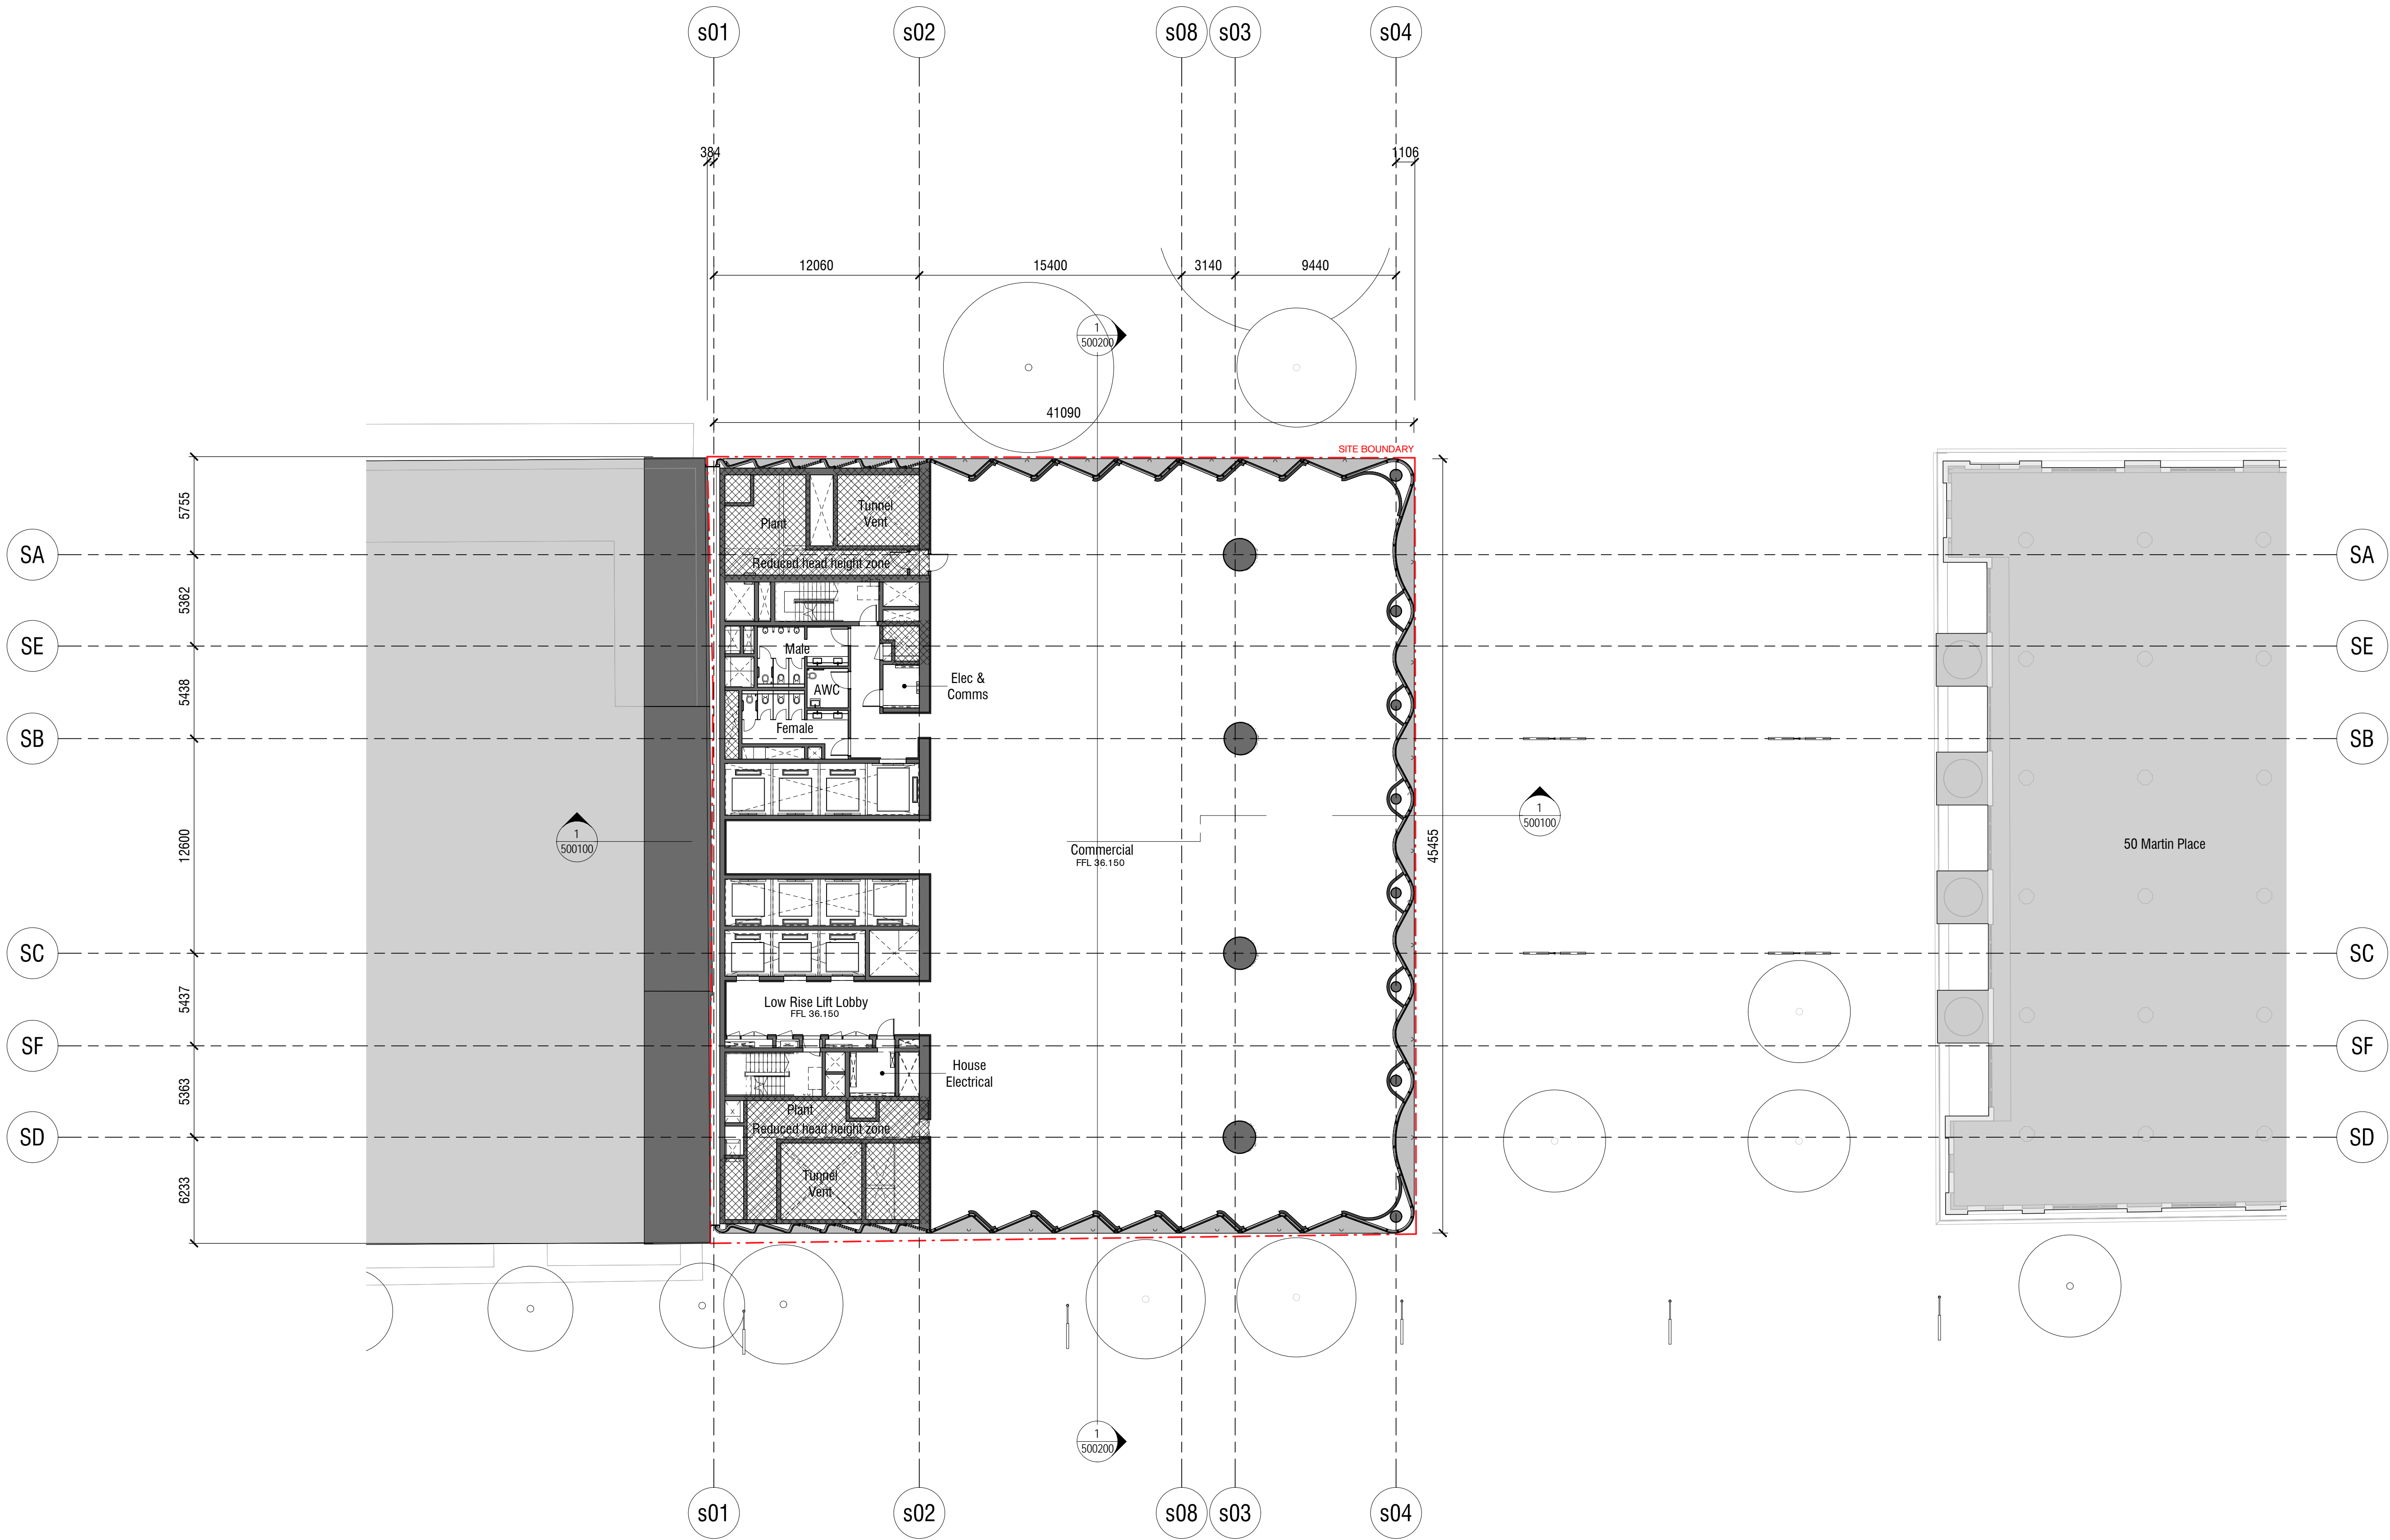 s01
s02
s08
s03
s04
384
1106
12060
15400
3140
9440
1
500200
41090
SITE BOUNDARY
5755
Plant
Tunnel
Vent
SA
SA
Reduced head height zone
5362
SE
Male
SE
5438
AWC
Elec &
Comms
Female
SB
SB
12600
1
500100
1
500100
Commercial
FFL 36.150
45455
50 Martin Place
SC
SC
5437
Low Rise Lift Lobby
FFL 36.150
SF
SF
5363
House
Electrical
X
X
Plant
Reduced head height zone
SD
SD
6233
Tunnel
Vent
1
500200
s01
s02
s08
s03
s04